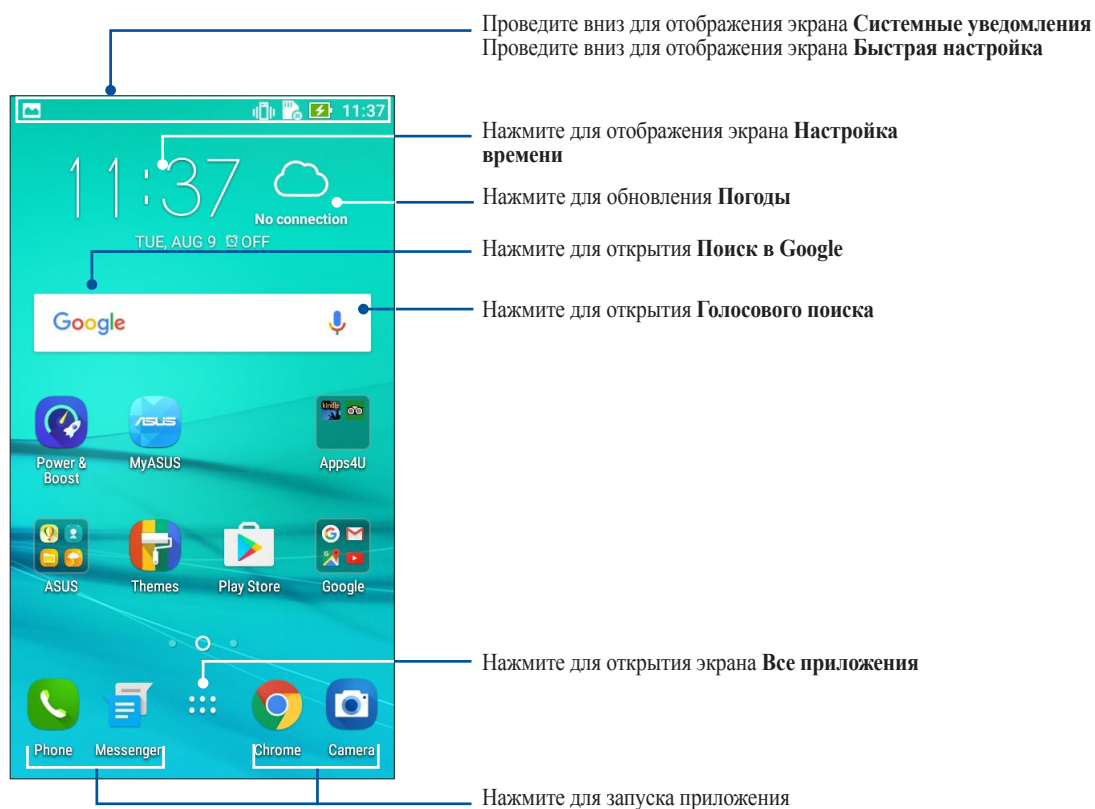 Проведите вниз для отображения экрана Системные уведомления
Проведите вниз для отображения экрана Быстрая настройка
11:37
Нажмите для отображения экрана Настройка
времени
11:37
Нажмите для обновления Погоды
No connection
TUE, AUG 9 OFF
Нажмите для открытия Поиск в Google
Нажмите для открытия Голосового поиска
Google
kindle
ASUS
Power &
Boost
MyASUS
Apps4U
ASUS
Themes
Play Store
Google
Нажмите для открытия экрана Все приложения
Phone
Messenger
Chrome
Camera
Нажмите для запуска приложения